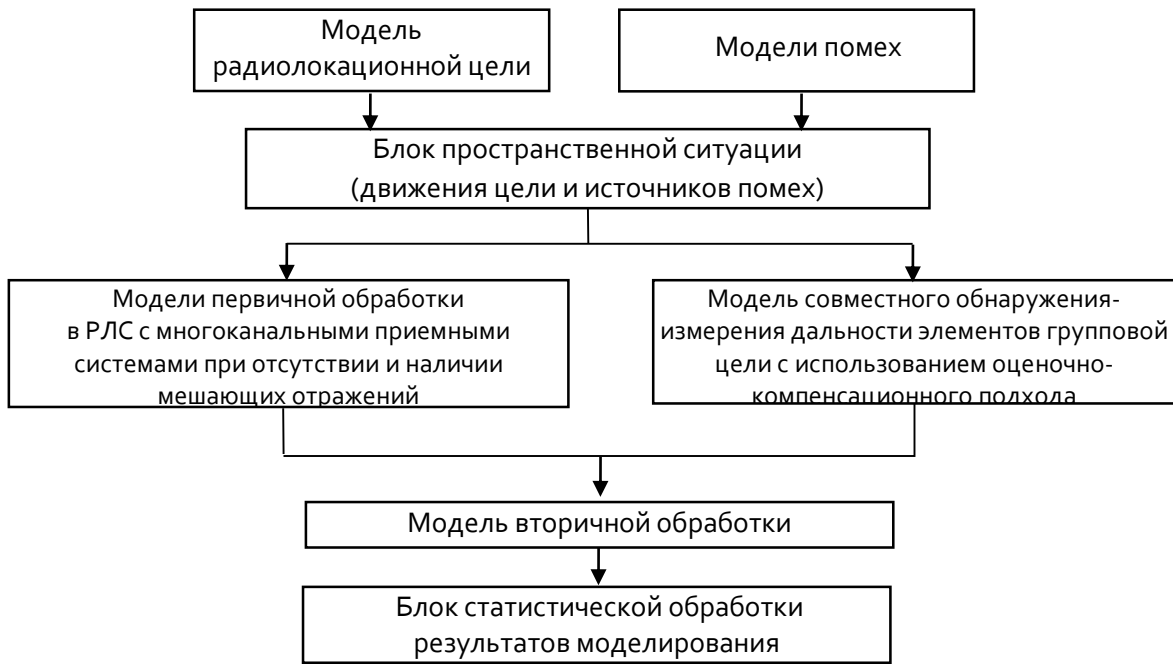 Модель
радиолокационной цели
Модели помех
Блок пространственной ситуации
(движения цели и источников помех)
Модели первичной обработки
в РЛС с многоканальными приемными
системами при отсутствии и наличии
мешающих отражений
Модель совместного обнаружения-
измерения дальности элементов групповой
цели с использованием оценочно-
компенсационного подхода
Модель вторичной обработки
Блок статистической обработки
результатов моделирования